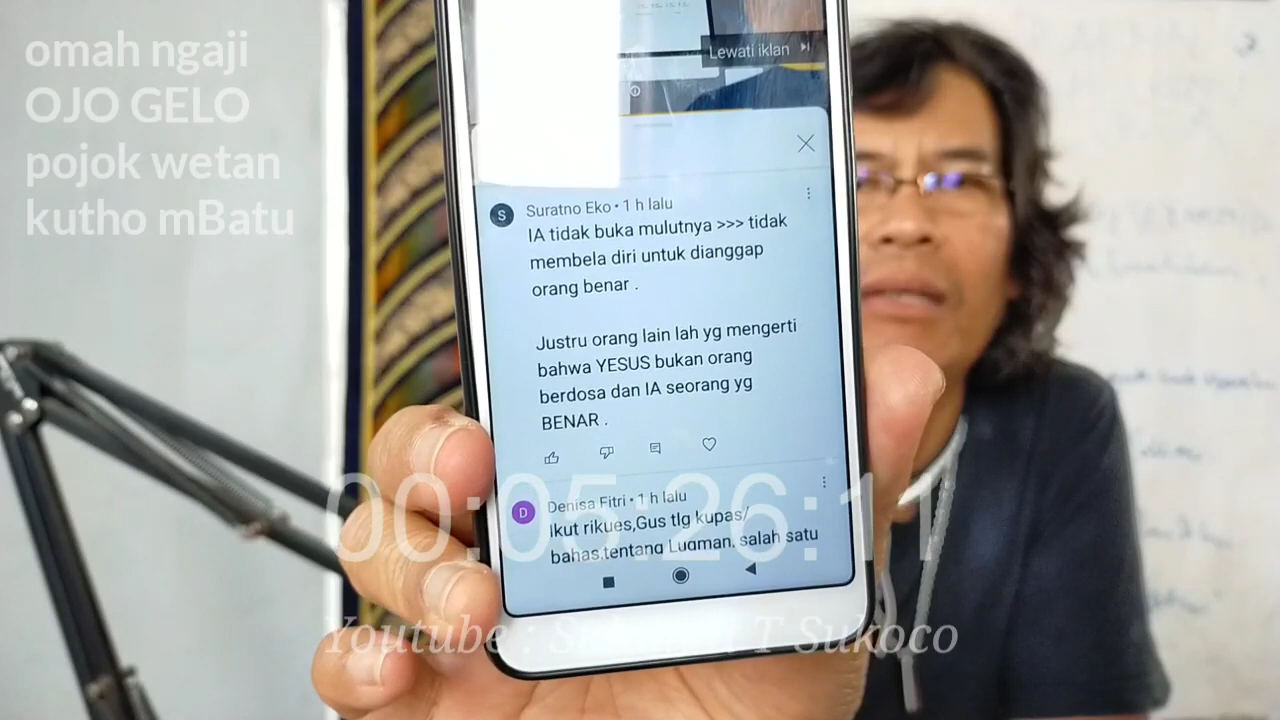 omah ngaji
OJO GELO
pojok wetan
kutho mBatu
Lewati iklan
S
Suratno Eko • 1 h lalu
IA tidak buka mulutnya >>> tidak
membela diri untuk dianggap
orang benar .
Justru orang lain lah yg mengerti
bahwa YESUS bukan orang
berdosa dan IA seorang yg
BENAR .
D
Denisa Fitri • 1 h lalu
Ikut rikues,Gus tlg kupas/
bahas,tentang Luqman, salah satu
00:05:26:11
Youtube : T Sukoco